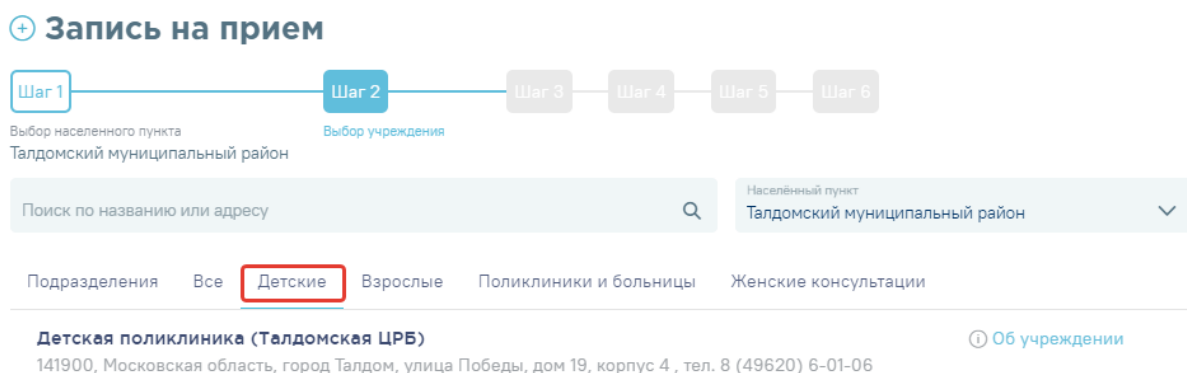 Запись на прием
Шаг 1 Шаг 2 Шаг 3 Шаг 4 Шаг 5 Шаг 6
Выбор населенного пункта Выбор учреждения
Талдомский муниципальный район
Населённый пункт
Поиск по названию или адресу Талдомский муниципальный район
Подразделения Все Детские Взрослые Поликлиники и больницы Женские консультации
Детская поликлиника (Талдомская ЦРБ) Об учреждении
141900, Московская область, город Талдом, улица Победы, дом 19, корпус 4 , тел. 8 (49620) 6-01-06